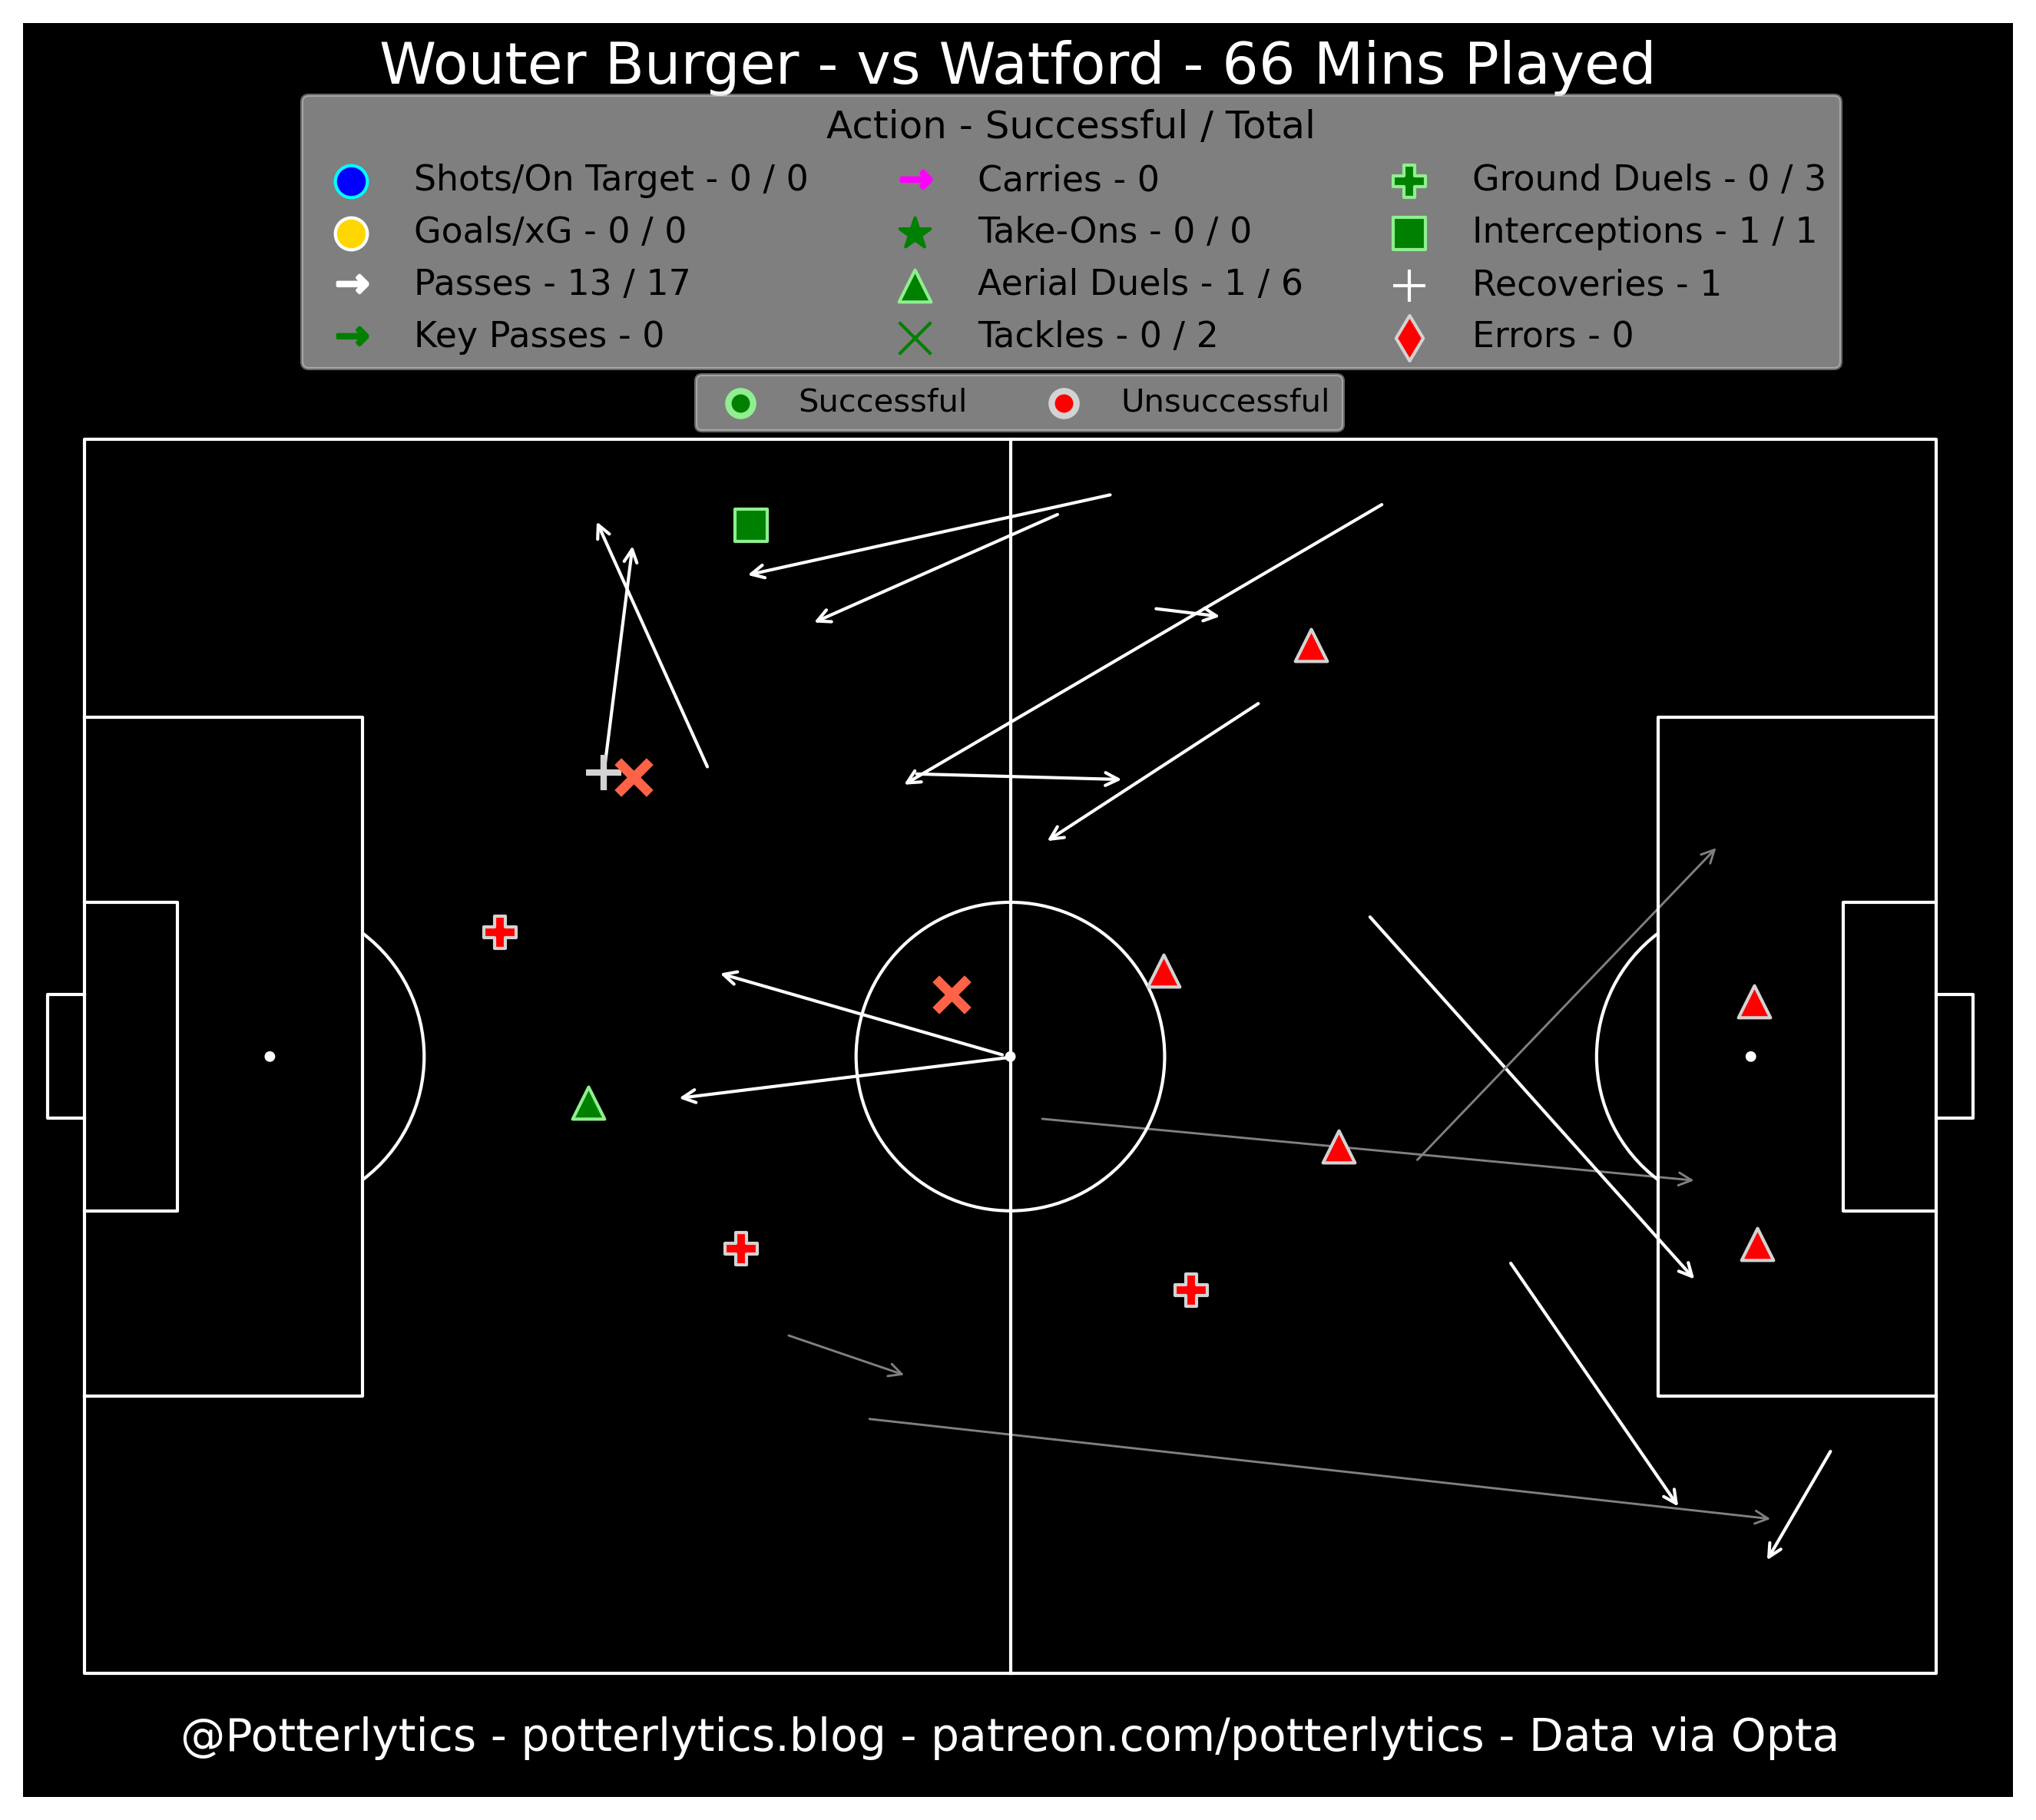 Wouter Burger - vs Watford - 66 Mins Played
Action - Successful / Total
Shots/On Target - 0 / 0
Goals/xG - 0 / 0
Passes - 13 / 17
Key Passes - 0
Carries - 0
Take-Ons - 0 / 0
Aerial Duels - 1 / 6
Tackles - 0 / 2
Ground Duels - 0 / 3
Interceptions - 1 / 1
Recoveries - 1
Errors - 0
Successful
Unsuccessful
@Potterlytics - potterlytics.blog - patreon.com/potterlytics - Data via Opta